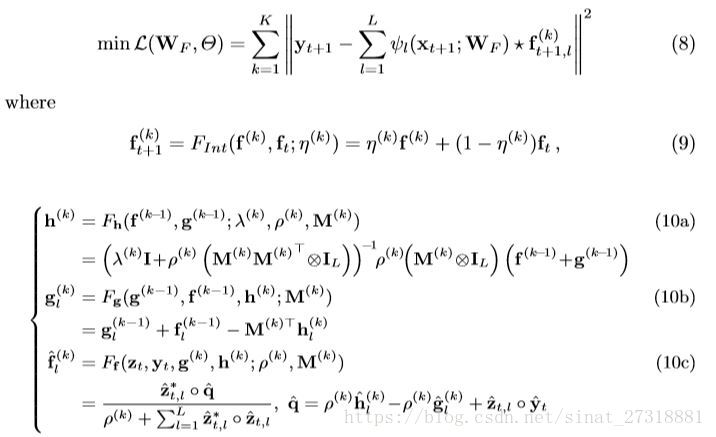 min 𝓛(W_F, Θ) = ∑_{k=1}^{K} ‖ y_{t+1} − ∑_{l=1}^{L} ψ_l(x_{t+1}; W_F) ⋆ f_{t+1,l}^{(k)} ‖² (8)
where
f_{t+1}^{(k)} = F_{Int}(f^{(k)}, f_t; η^{(k)}) = η^{(k)}f^{(k)} + (1 − η^{(k)})f_t , (9)
h^{(k)} = F_h(f^{(k−1)}, g^{(k−1)}; λ^{(k)}, ρ^{(k)}, M^{(k)}) (10a)
= (λ^{(k)}I+ρ^{(k)} (M^{(k)}M^{(k)⊤}⊗I_L))^{−1}ρ^{(k)}(M^{(k)}⊗I_L) (f^{(k−1)}+g^{(k−1)})
g_l^{(k)} = F_g(g^{(k−1)}, f^{(k−1)}, h^{(k)}; M^{(k)}) (10b)
= g_l^{(k−1)} + f_l^{(k−1)} − M^{(k)⊤}h_l^{(k)}
f̂_l^{(k)} = F_f(z_t, y_t, g^{(k)}, h^{(k)}; ρ^{(k)}, M^{(k)}) (10c)
= \frac{ẑ_{t,l}^* ∘ q̂}{ρ^{(k)} + ∑_{l=1}^{L} ẑ_{t,l}^* ∘ ẑ_{t,l}}, q̂ = ρ^{(k)}ĥ_l^{(k)}−ρ^{(k)}ĝ_l^{(k)} + ẑ_{t,l} ∘ ŷ_t
https://blog.csdn.net/sinat_27318881